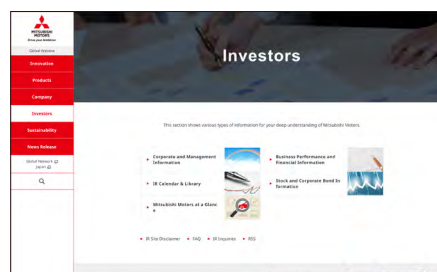 MITSUBISHI
MOTORS
Drive your Ambition
Global Website
Innovation
Products
Company
Investors
Sustainability
News Release
Global Network
Japan
Investors
This section shows various types of information for your deep understanding of Mitsubishi Motors.
Corporate and Management
Information
IR Calendar & Library
Mitsubishi Motors at a Glanc
e
Business Performance and
Financial Information
Stock and Corporate Bond In
formation
IR Site Disclaimer
FAQ
IR Inquiries
RSS